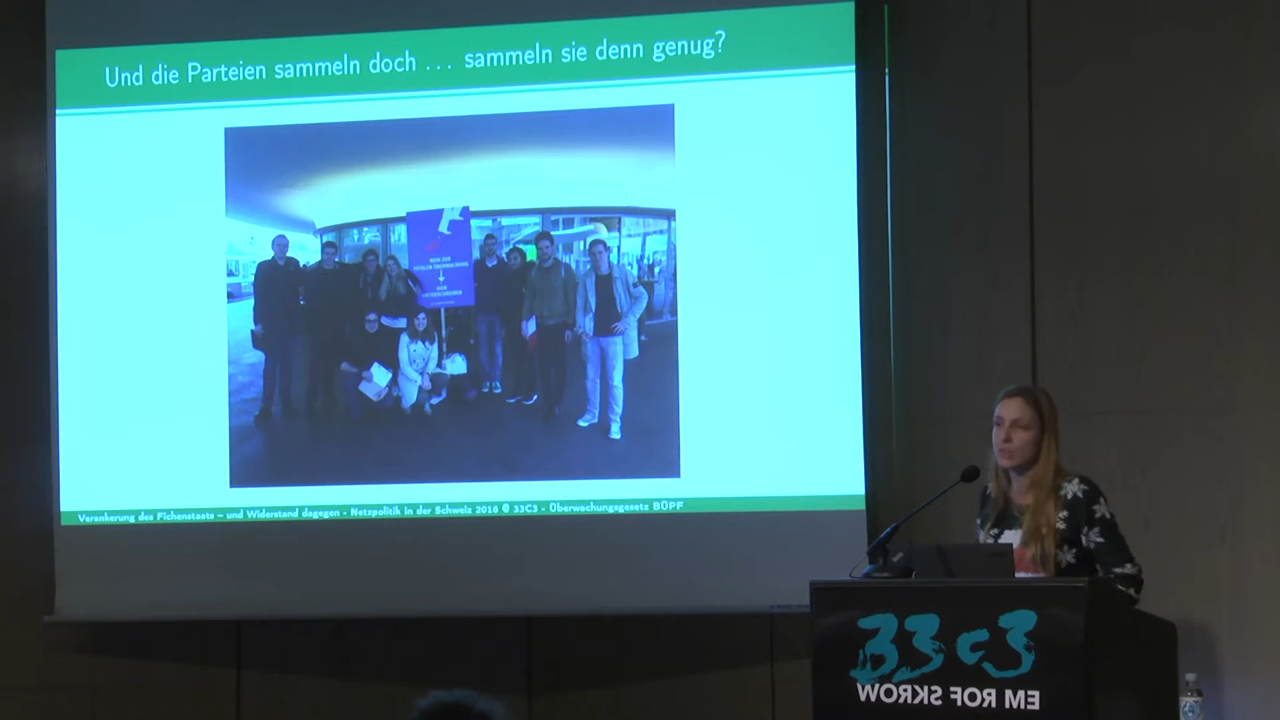 Und die Parteien sammeln doch ... sammeln sie denn genug?
NEIN ZUR
TOTALEN ÜBERWACHUNG
HIER
UNTERSCHREIBEN
Verankerung des Fichenstaats – und Widerstand dagegen - Netzpolitik in der Schweiz 2016 @ 33C3 - Überwachungsgesetz BÜPF
33c3
WORKS FOR ME